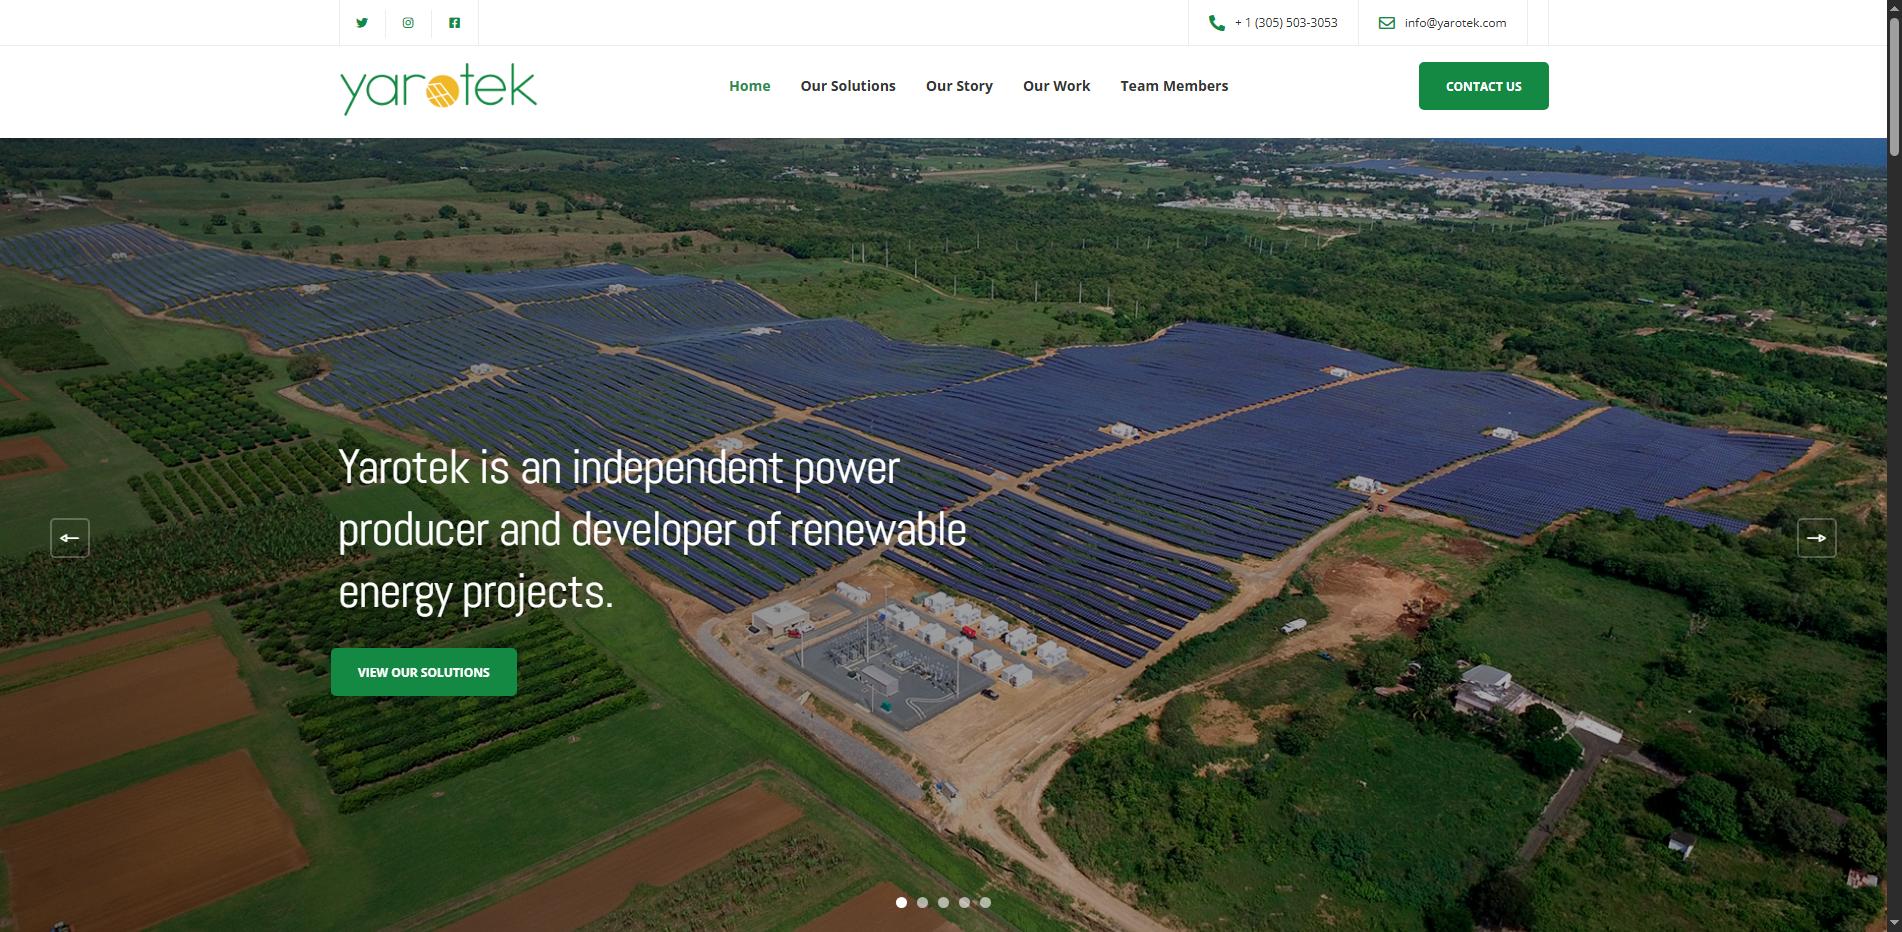 + 1 (305) 503-3053
info@yarotek.com
yarotek
Home
Our Solutions
Our Story
Our Work
Team Members
CONTACT US
Yarotek is an independent power
producer and developer of renewable
energy projects.
VIEW OUR SOLUTIONS